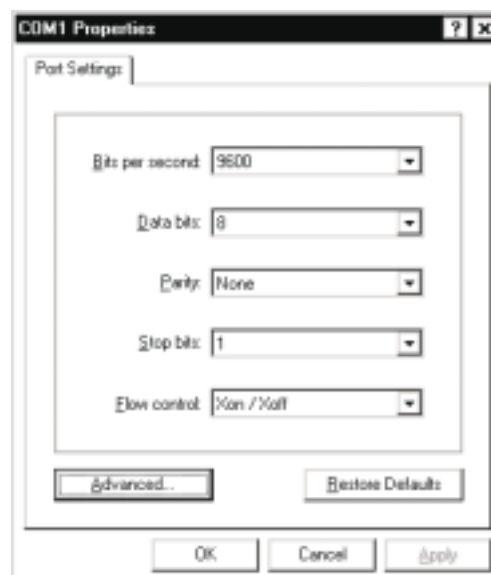 COM1 Properties ? x
Port Settings
Bits per second: 9600
Data bits: 8
Parity: None
Stop bits: 1
Flow control: Xon / Xoff
Advanced... Restore Defaults
OK Cancel Apply